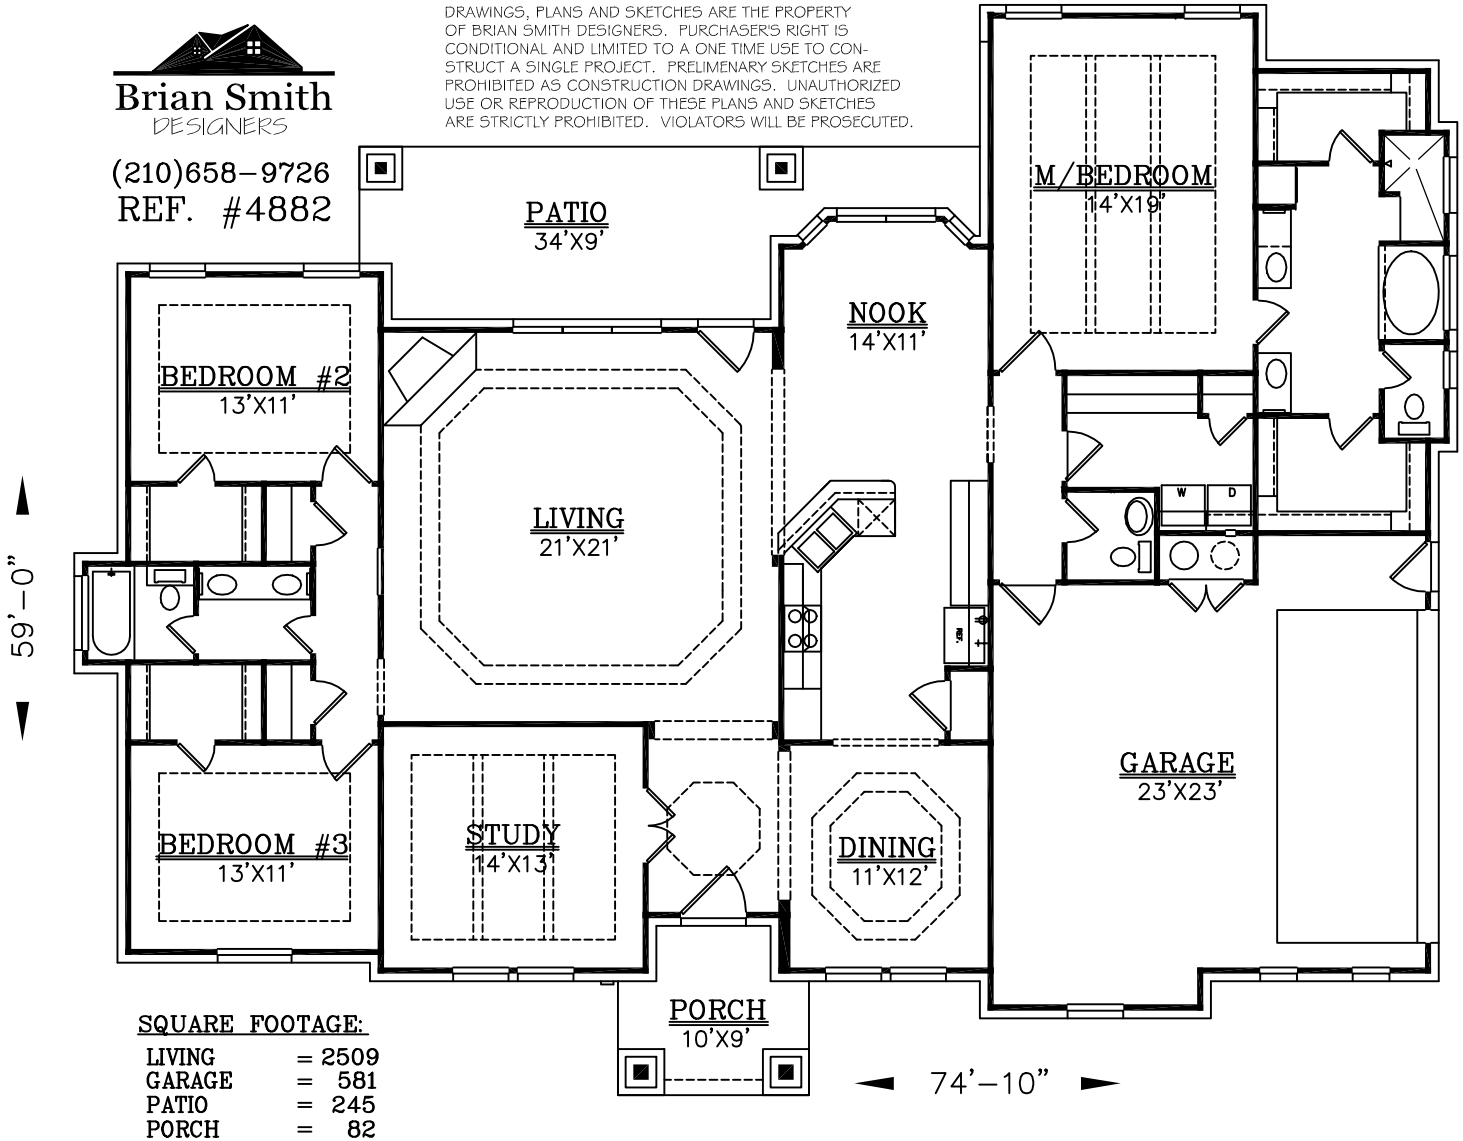 DRAWINGS, PLANS AND SKETCHES ARE THE PROPERTY
OF BRIAN SMITH DESIGNERS. PURCHASER'S RIGHT IS
CONDITIONAL AND LIMITED TO A ONE TIME USE TO CON-
STRUCT A SINGLE PROJECT. PRELIMENARY SKETCHES ARE
PROHIBITED AS CONSTRUCTION DRAWINGS. UNAUTHORIZED
USE OR REPRODUCTION OF THESE PLANS AND SKETCHES
ARE STRICTLY PROHIBITED. VIOLATORS WILL BE PROSECUTED.
Brian Smith
DESIGNERS
(210)658-9726
REF. #4882
PATIO
34'X9'
M/BEDROOM
14'X19'
NOOK
14'X11'
BEDROOM #2
13'X11'
LIVING
21'X21'
W
D
REF.
59'-0"
GARAGE
23'X23'
BEDROOM #3
13'X11'
STUDY
14'X13'
DINING
11'X12'
PORCH
10'X9'
74'-10"
SQUARE FOOTAGE:
LIVING = 2509
GARAGE = 581
PATIO = 245
PORCH = 82